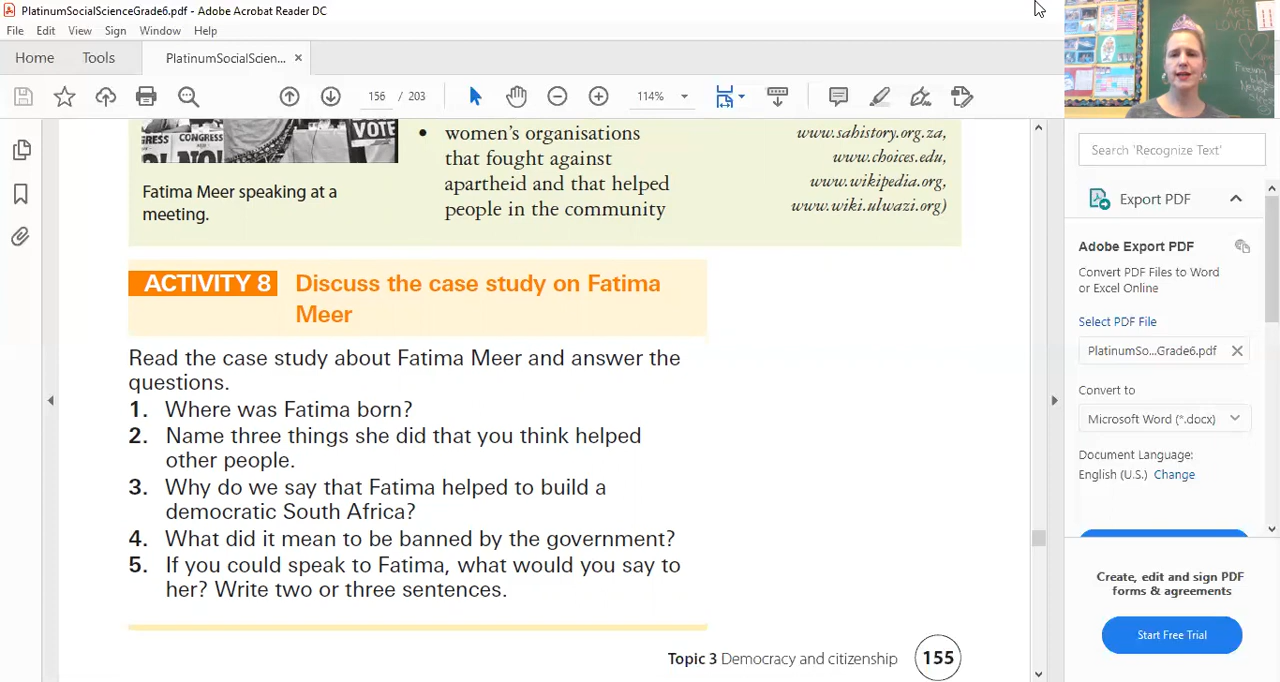 PlatinumSocialScienceGrade6.pdf - Adobe Acrobat Reader DC
File Edit View Sign Window Help
Home Tools PlatinumSocialScien... ×
156 / 203 114%
CONGRESS VOTE
NO!
Fatima Meer speaking at a
meeting.
• women's organisations
that fought against
apartheid and that helped
people in the community
www.sahistory.org.za,
www.choices.edu,
www.wikipedia.org,
www.wiki.ulwazi.org)
ACTIVITY 8 Discuss the case study on Fatima
Meer
Read the case study about Fatima Meer and answer the
questions.
1. Where was Fatima born?
2. Name three things she did that you think helped
other people.
3. Why do we say that Fatima helped to build a
democratic South Africa?
4. What did it mean to be banned by the government?
5. If you could speak to Fatima, what would you say to
her? Write two or three sentences.
Topic 3 Democracy and citizenship 155
ARE
LOVED
Search 'Recognize Text'
Export PDF
Adobe Export PDF
Convert PDF Files to Word
or Excel Online
Select PDF File
PlatinumSo...Grade6.pdf
Convert to
Microsoft Word (*.docx)
Document Language:
English (U.S.) Change
Create, edit and sign PDF
forms & agreements
Start Free Trial